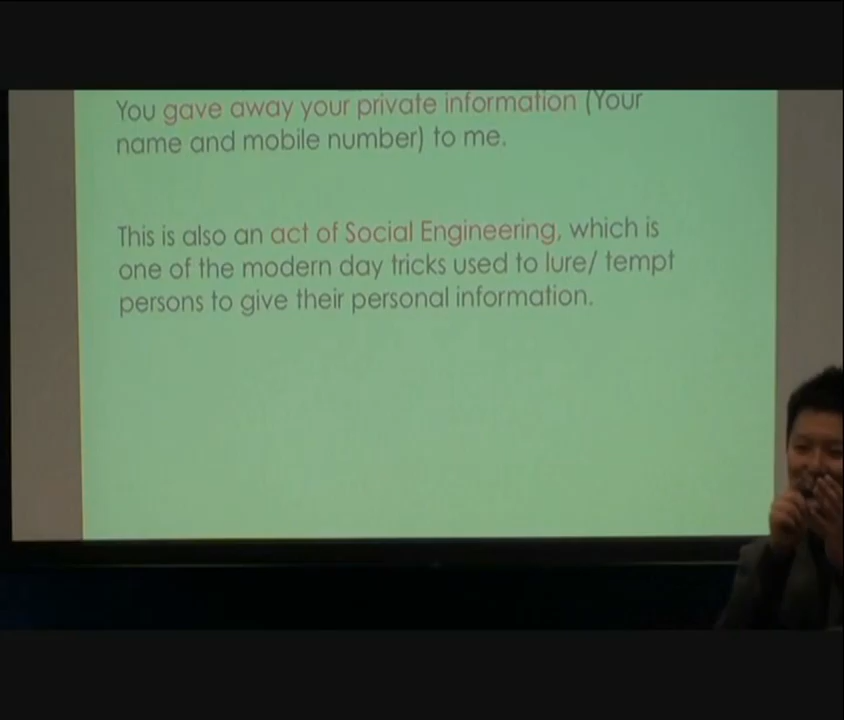 You gave away your private information (Your
name and mobile number) to me.
This is also an act of Social Engineering, which is
one of the modern day tricks used to lure/ tempt
persons to give their personal information.